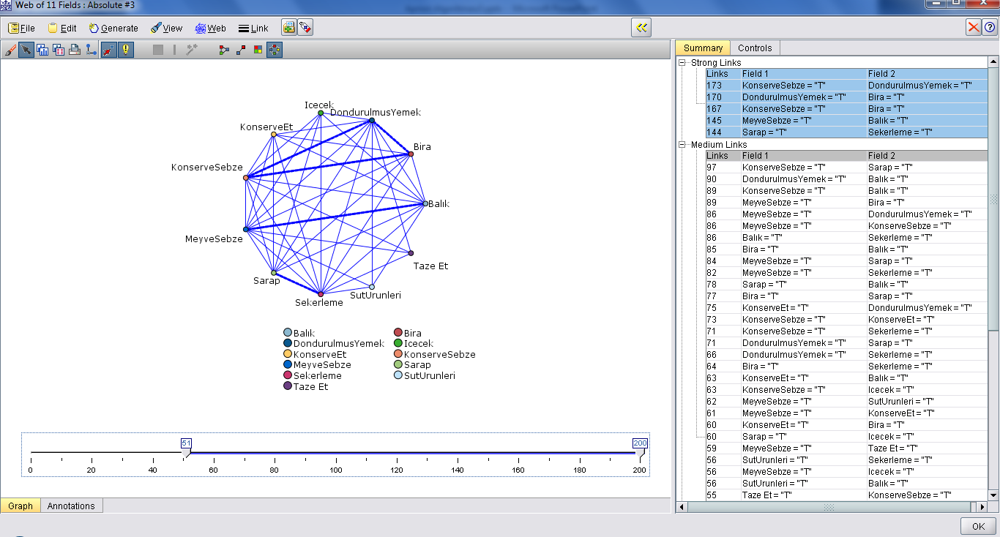 Web of 11 Fields : Absolute #3
File Edit Generate View Web Link
Summary Controls
Icecek
DondurulmusYemek
KonserveEt
Bira
KonserveSebze
Balık
MeyveSebze
Taze Et
Sarap
SutUrunleri
Sekerleme
Balık Bira
DondurulmusYemek Icecek
KonserveEt KonserveSebze
MeyveSebze Sarap
Sekerleme SutUrunleri
Taze Et
51 200
0 20 40 60 80 100 120 140 160 180 200
Graph Annotations
Strong Links
Links Field 1 Field 2
173 KonserveSebze = "T" DondurulmusYemek = "T"
170 DondurulmusYemek = "T" Bira = "T"
167 KonserveSebze = "T" Bira = "T"
145 MeyveSebze = "T" Balık = "T"
144 Sarap = "T" Sekerleme = "T"
Medium Links
Links Field 1 Field 2
97 KonserveSebze = "T" Sarap = "T"
90 DondurulmusYemek = "T" Balık = "T"
89 KonserveSebze = "T" Balık = "T"
89 MeyveSebze = "T" Bira = "T"
86 MeyveSebze = "T" DondurulmusYemek = "T"
86 MeyveSebze = "T" KonserveSebze = "T"
86 Balık = "T" Sekerleme = "T"
85 Bira = "T" Balık = "T"
84 MeyveSebze = "T" Sarap = "T"
82 MeyveSebze = "T" Sekerleme = "T"
78 Sarap = "T" Balık = "T"
77 Bira = "T" Sarap = "T"
75 KonserveEt = "T" DondurulmusYemek = "T"
73 KonserveSebze = "T" KonserveEt = "T"
71 KonserveSebze = "T" Sekerleme = "T"
71 DondurulmusYemek = "T" Sarap = "T"
66 DondurulmusYemek = "T" Sekerleme = "T"
64 Bira = "T" Sekerleme = "T"
63 KonserveEt = "T" Balık = "T"
63 KonserveSebze = "T" Icecek = "T"
62 MeyveSebze = "T" SutUrunleri = "T"
61 MeyveSebze = "T" KonserveEt = "T"
60 KonserveEt = "T" Bira = "T"
60 Sarap = "T" Icecek = "T"
59 MeyveSebze = "T" Taze Et = "T"
56 SutUrunleri = "T" Sekerleme = "T"
56 MeyveSebze = "T" Icecek = "T"
56 SutUrunleri = "T" Balık = "T"
55 Taze Et = "T" KonserveSebze = "T"
OK